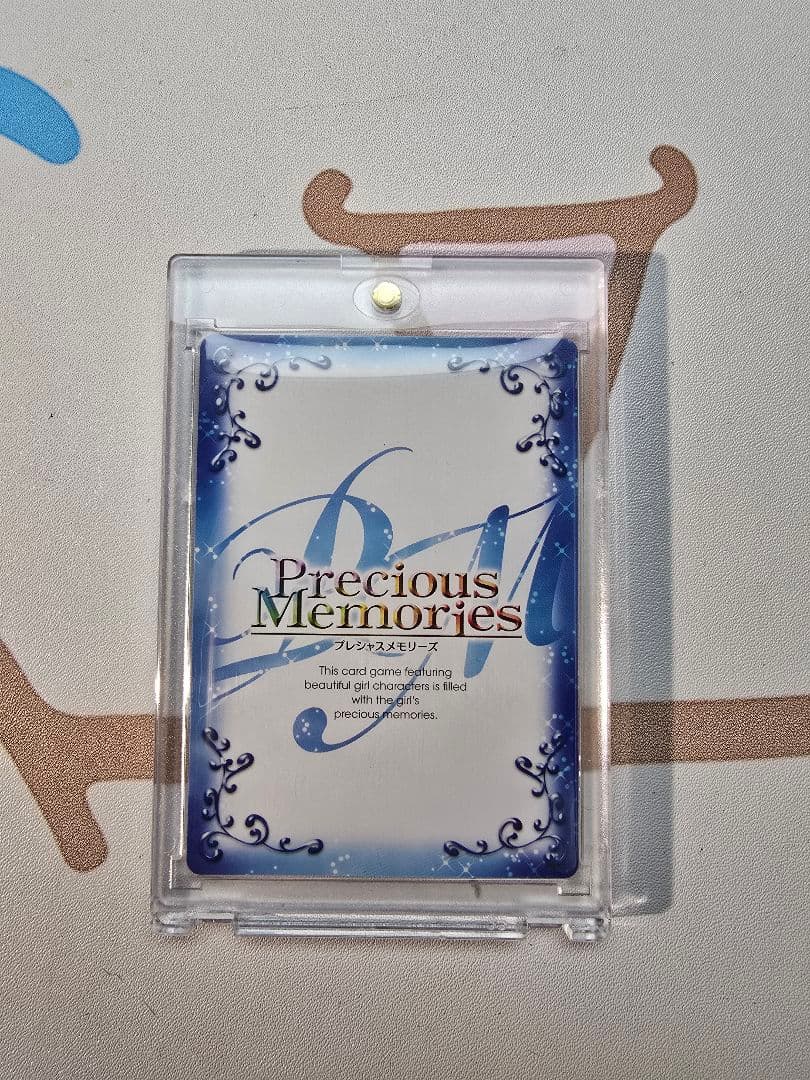 PM
Precious
Memories
プレシャスメモリーズ
This card game featuring
beautiful girl characters is filled
with the girl's
precious memories.